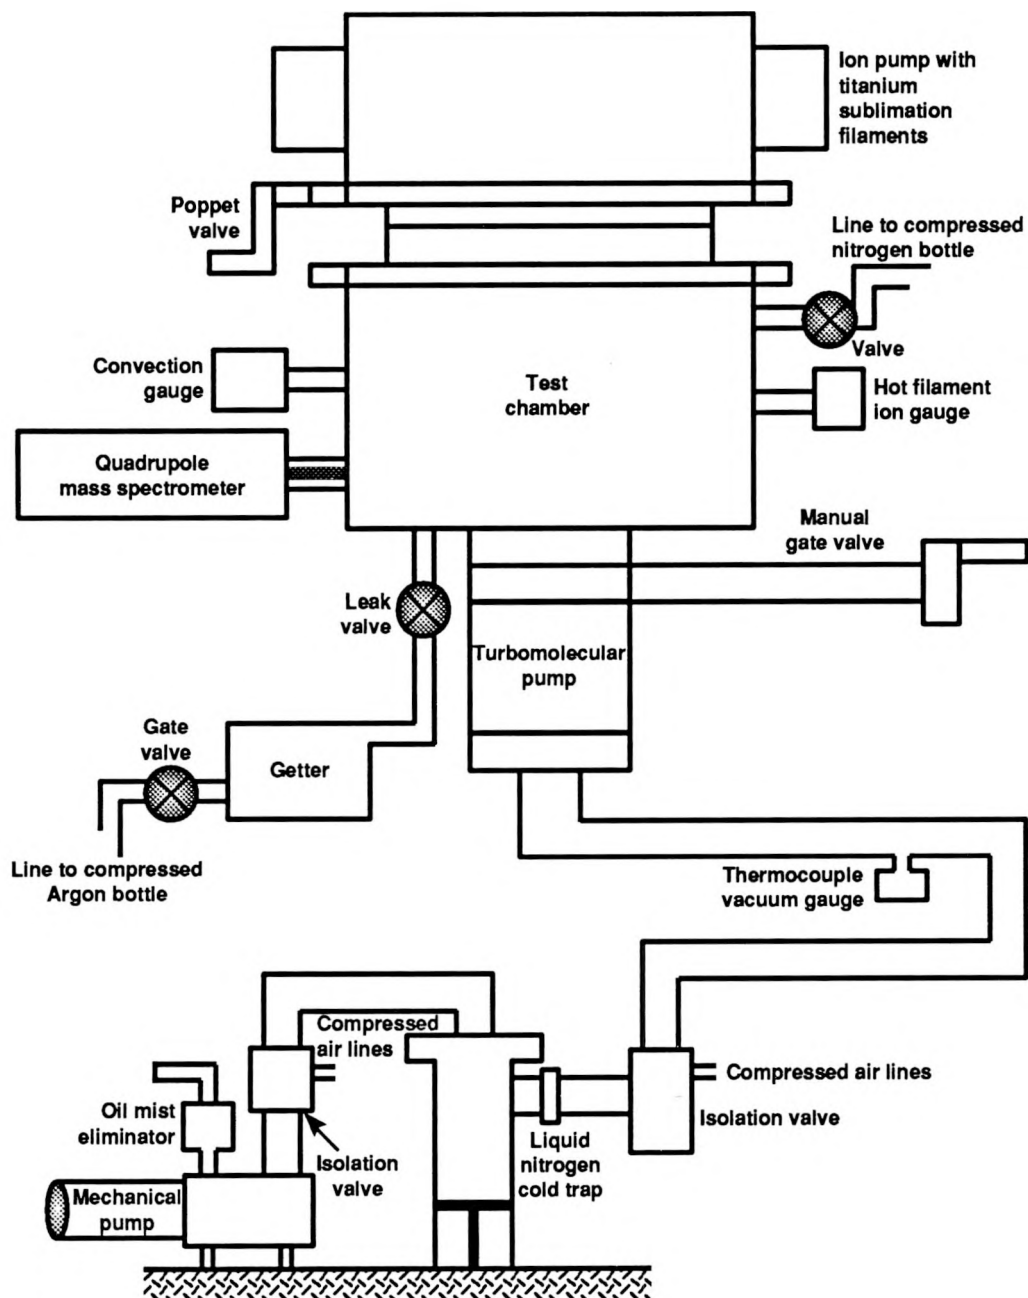 Ion pump with
titanium
sublimation
filaments
Poppet
valve
Line to compressed
nitrogen bottle
Valve
Convection
gauge
Test
chamber
Hot filament
ion gauge
Quadrupole
mass spectrometer
Manual
gate valve
Leak
valve
Turbomolecular
pump
Gate
valve
Getter
Line to compressed
Argon bottle
Thermocouple
vacuum gauge
Compressed
air lines
Compressed air lines
Oil mist
eliminator
Isolation valve
Liquid
nitrogen
cold trap
Isolation
valve
Mechanical
pump